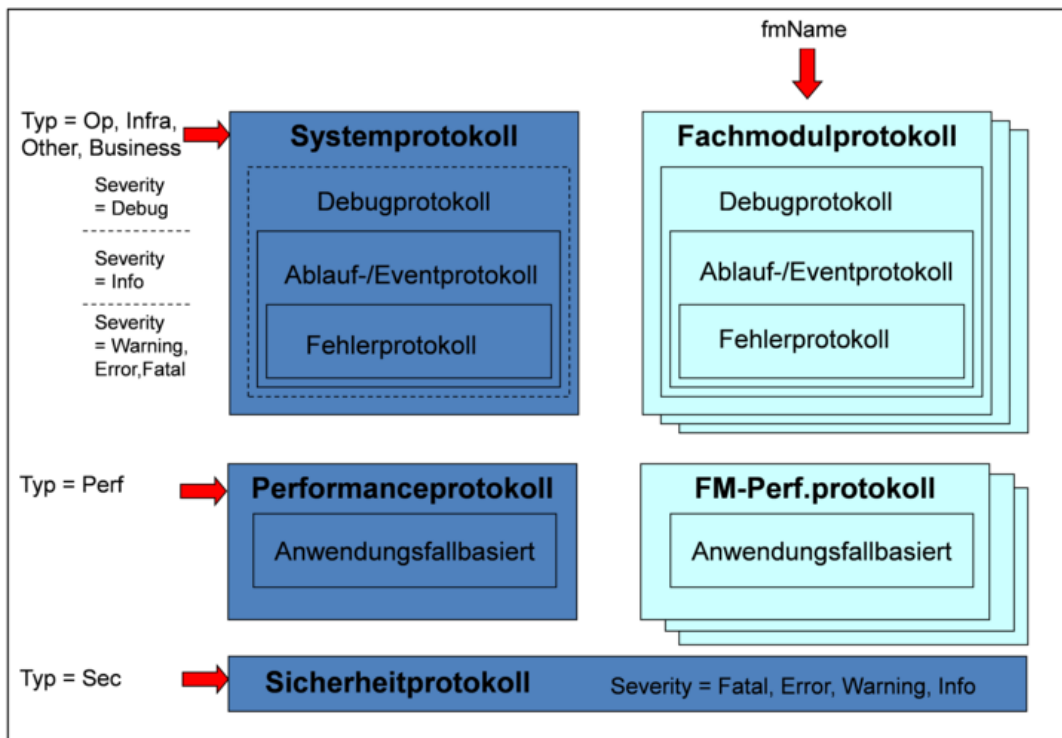 fmName
Typ = Op, Infra,
Other, Business
Systemprotokoll
Fachmodulprotokoll
Severity
= Debug
Debugprotokoll
Debugprotokoll
Severity
= Info
Ablauf-/Eventprotokoll
Ablauf-/Eventprotokoll
Severity
= Warning,
Error,Fatal
Fehlerprotokoll
Fehlerprotokoll
Typ = Perf
Performanceprotokoll
FM-Perf.protokoll
Anwendungsfallbasiert
Anwendungsfallbasiert
Typ = Sec
Sicherheitprotokoll
Severity = Fatal, Error, Warning, Info